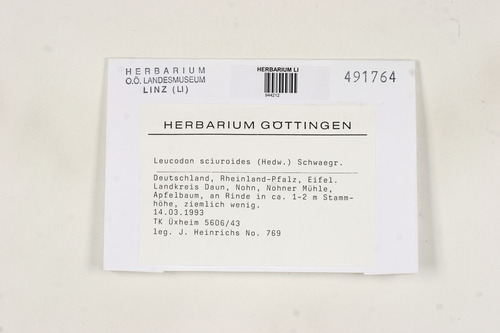 HERBARIUM
O.Ö. LANDESMUSEUM
LINZ (LI)
HERBARIUM LI
944212
491764
HERBARIUM GÖTTINGEN
Leucodon sciuroides (Hedw.) Schwaegr.
Deutschland, Rheinland-Pfalz, Eifel.
Landkreis Daun, Nohn, Nohner Mühle,
Apfelbaum, an Rinde in ca. 1-2 m Stamm-
höhe, ziemlich wenig.
14.03.1993
TK Üxheim 5606/43
leg. J. Heinrichs No. 769